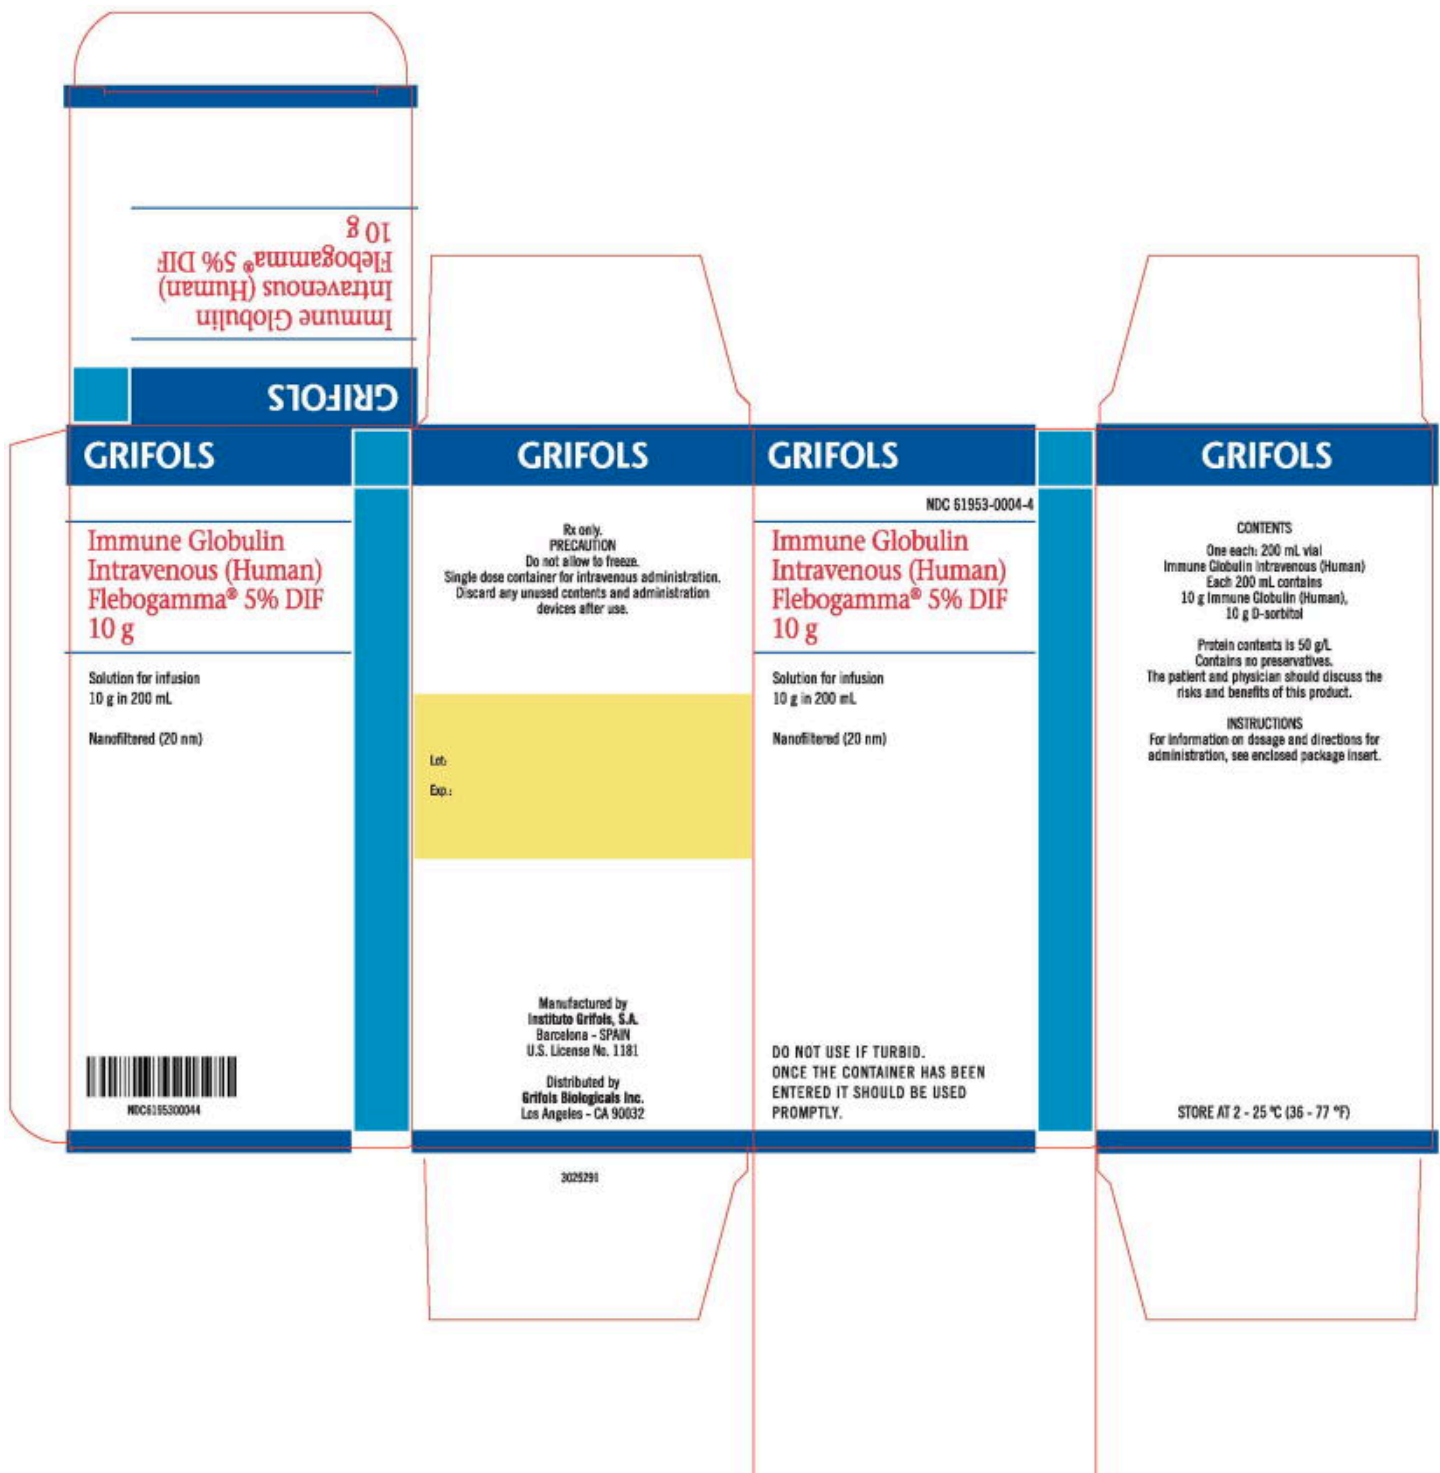 Immune Globulin
Intravenous (Human)
Flebogamma® 5% DIF
10 g
GRIFOLS
GRIFOLS
Immune Globulin
Intravenous (Human)
Flebogamma® 5% DIF
10 g
Solution for infusion
10 g in 200 mL
Nanofiltered (20 nm)
NDC6195300044
GRIFOLS
Rx only.
PRECAUTION
Do not allow to freeze.
Single dose container for intravenous administration.
Discard any unused contents and administration
devices after use.
Lot:
Exp.:
Manufactured by
Instituto Grifols, S.A.
Barcelona - SPAIN
U.S. License No. 1181
Distributed by
Grifols Biologicals Inc.
Los Angeles - CA 90032
3025291
GRIFOLS
NDC 61953-0004-4
Immune Globulin
Intravenous (Human)
Flebogamma® 5% DIF
10 g
Solution for infusion
10 g in 200 mL
Nanofiltered (20 nm)
DO NOT USE IF TURBID.
ONCE THE CONTAINER HAS BEEN
ENTERED IT SHOULD BE USED
PROMPTLY.
GRIFOLS
CONTENTS
One each: 200 mL vial
Immune Globulin Intravenous (Human)
Each 200 mL contains
10 g Immune Globulin (Human),
10 g D-sorbitol
Protein contents is 50 g/L
Contains no preservatives.
The patient and physician should discuss the
risks and benefits of this product.
INSTRUCTIONS
For information on dosage and directions for
administration, see enclosed package insert.
STORE AT 2 - 25 ºC (36 - 77 °F)